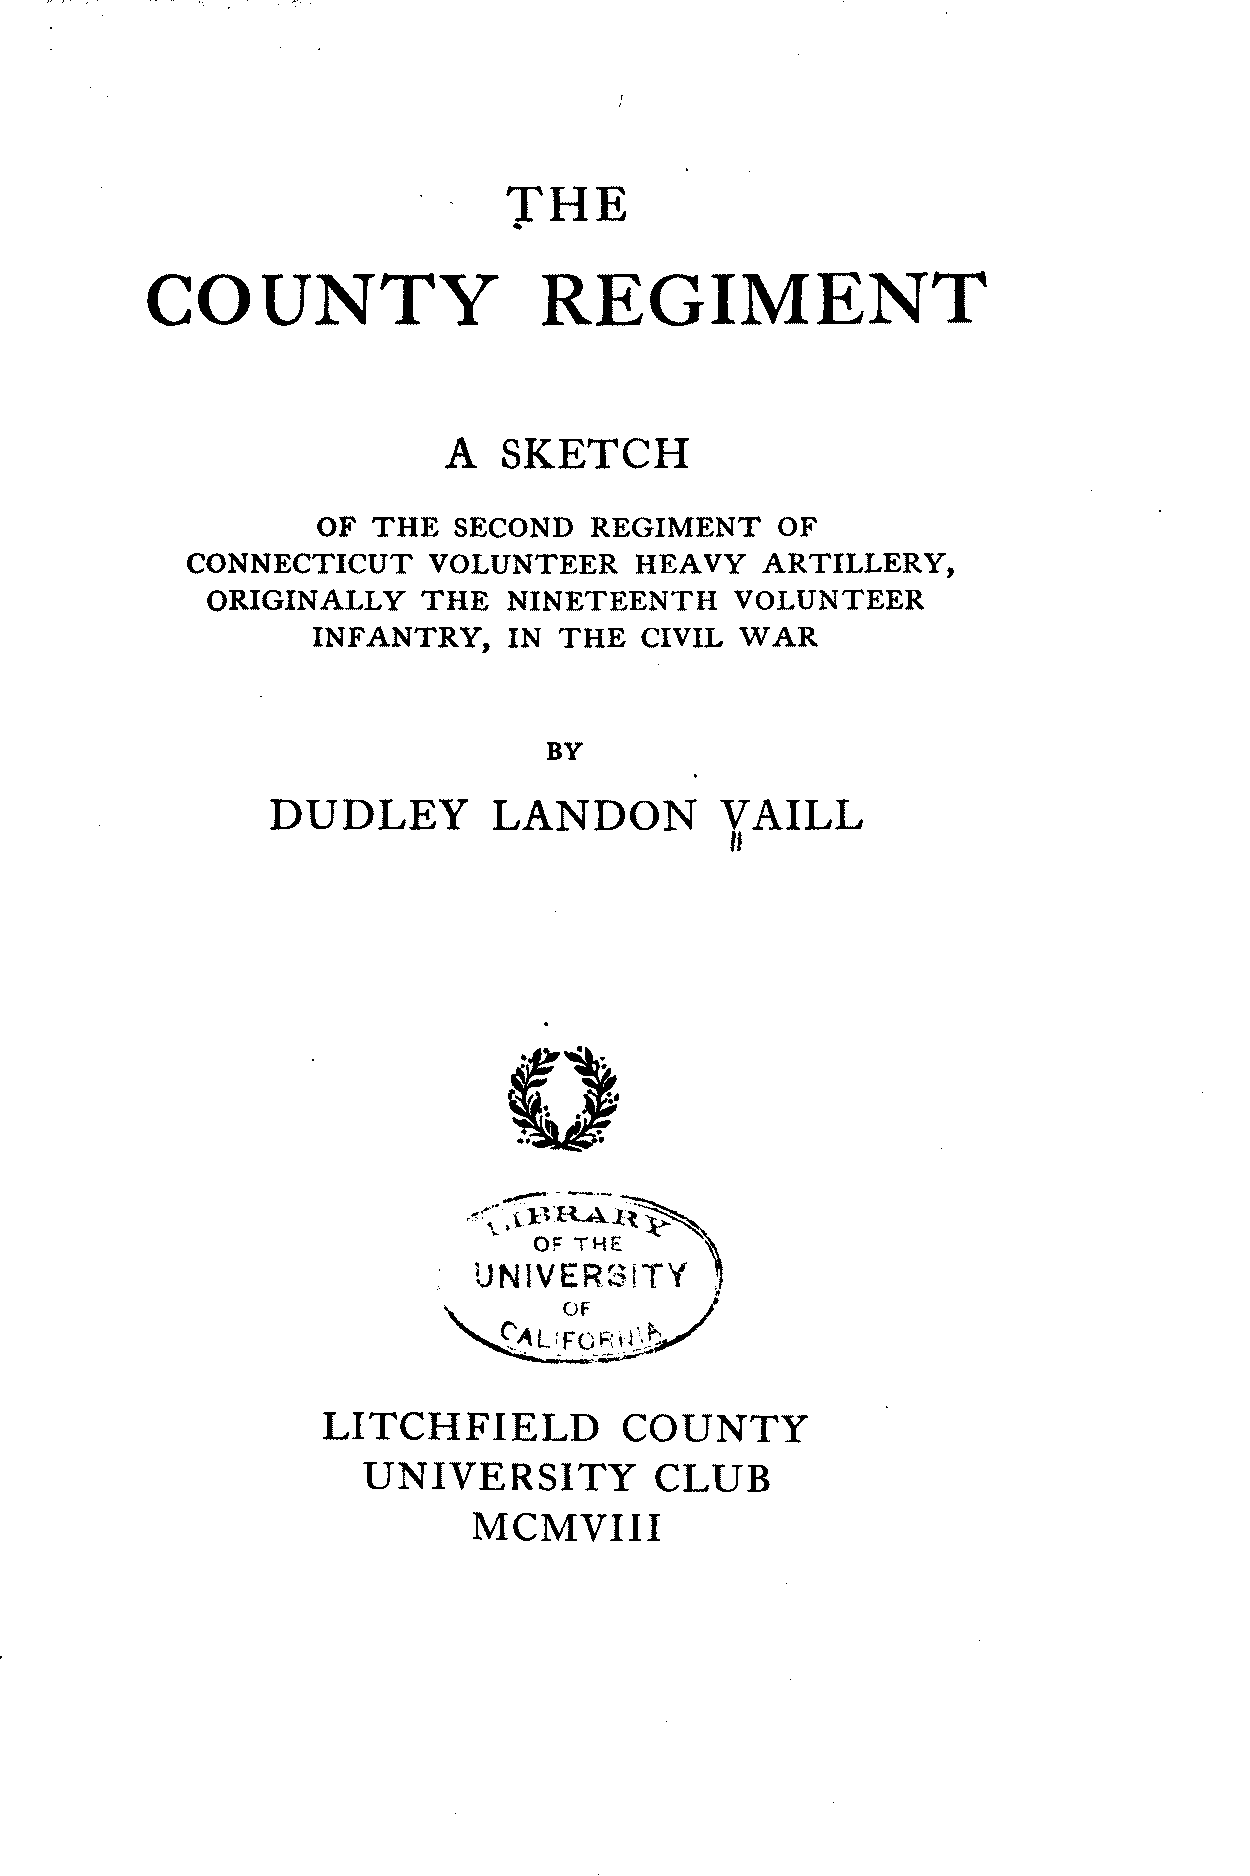 THE
COUNTY REGIMENT
A SKETCH
OF THE SECOND REGIMENT OF
CONNECTICUT VOLUNTEER HEAVY ARTILLERY,
ORIGINALLY THE NINETEENTH VOLUNTEER
INFANTRY, IN THE CIVIL WAR
BY
DUDLEY LANDON VAILL
LIBRARY
OF THE
UNIVERSITY
OF
CALIFORNIA
LITCHFIELD COUNTY
UNIVERSITY CLUB
MCMVIII